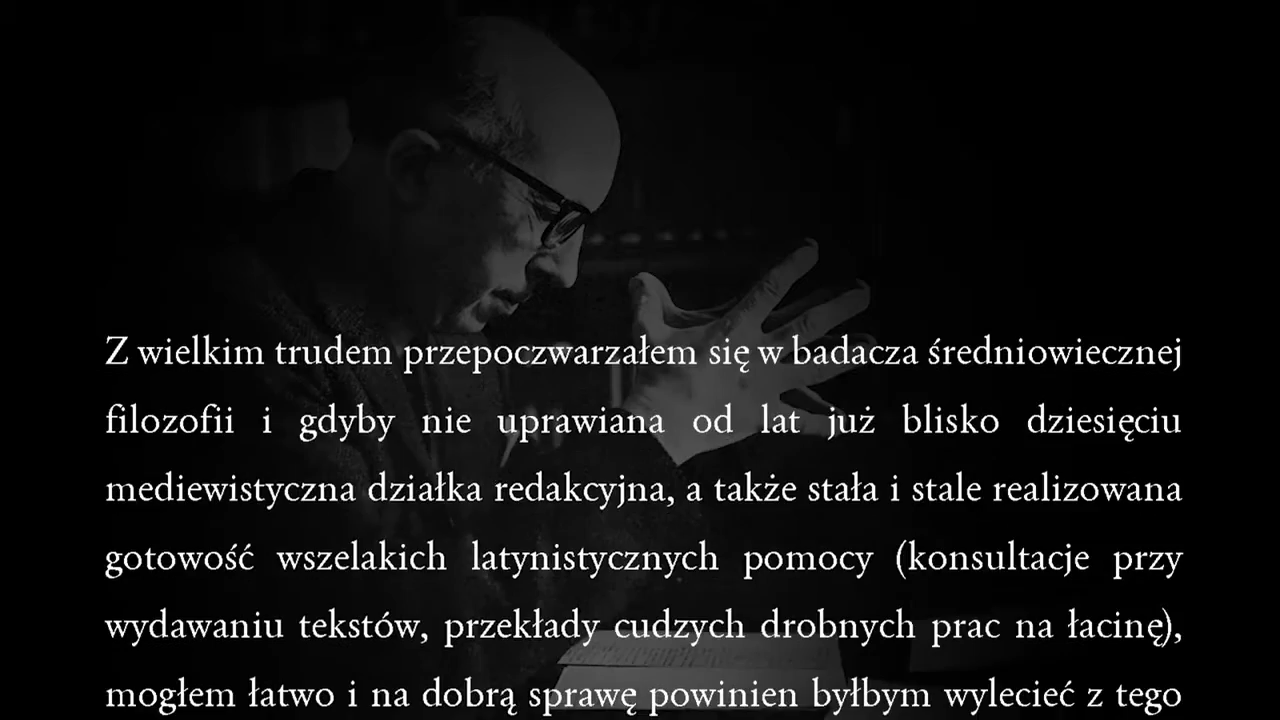 Z wielkim trudem przepoczwarzałem się w badacza średniowiecznej
filozofii i gdyby nie uprawiana od lat już blisko dziesięciu
mediewistyczna działka redakcyjna, a także stała i stale realizowana
gotowość wszelakich latynistycznych pomocy (konsultacje przy
wydawaniu tekstów, przekłady cudzych drobnych prac na łacinę),
mogłem łatwo i na dobrą sprawę powinien byłbym wylecieć z tego